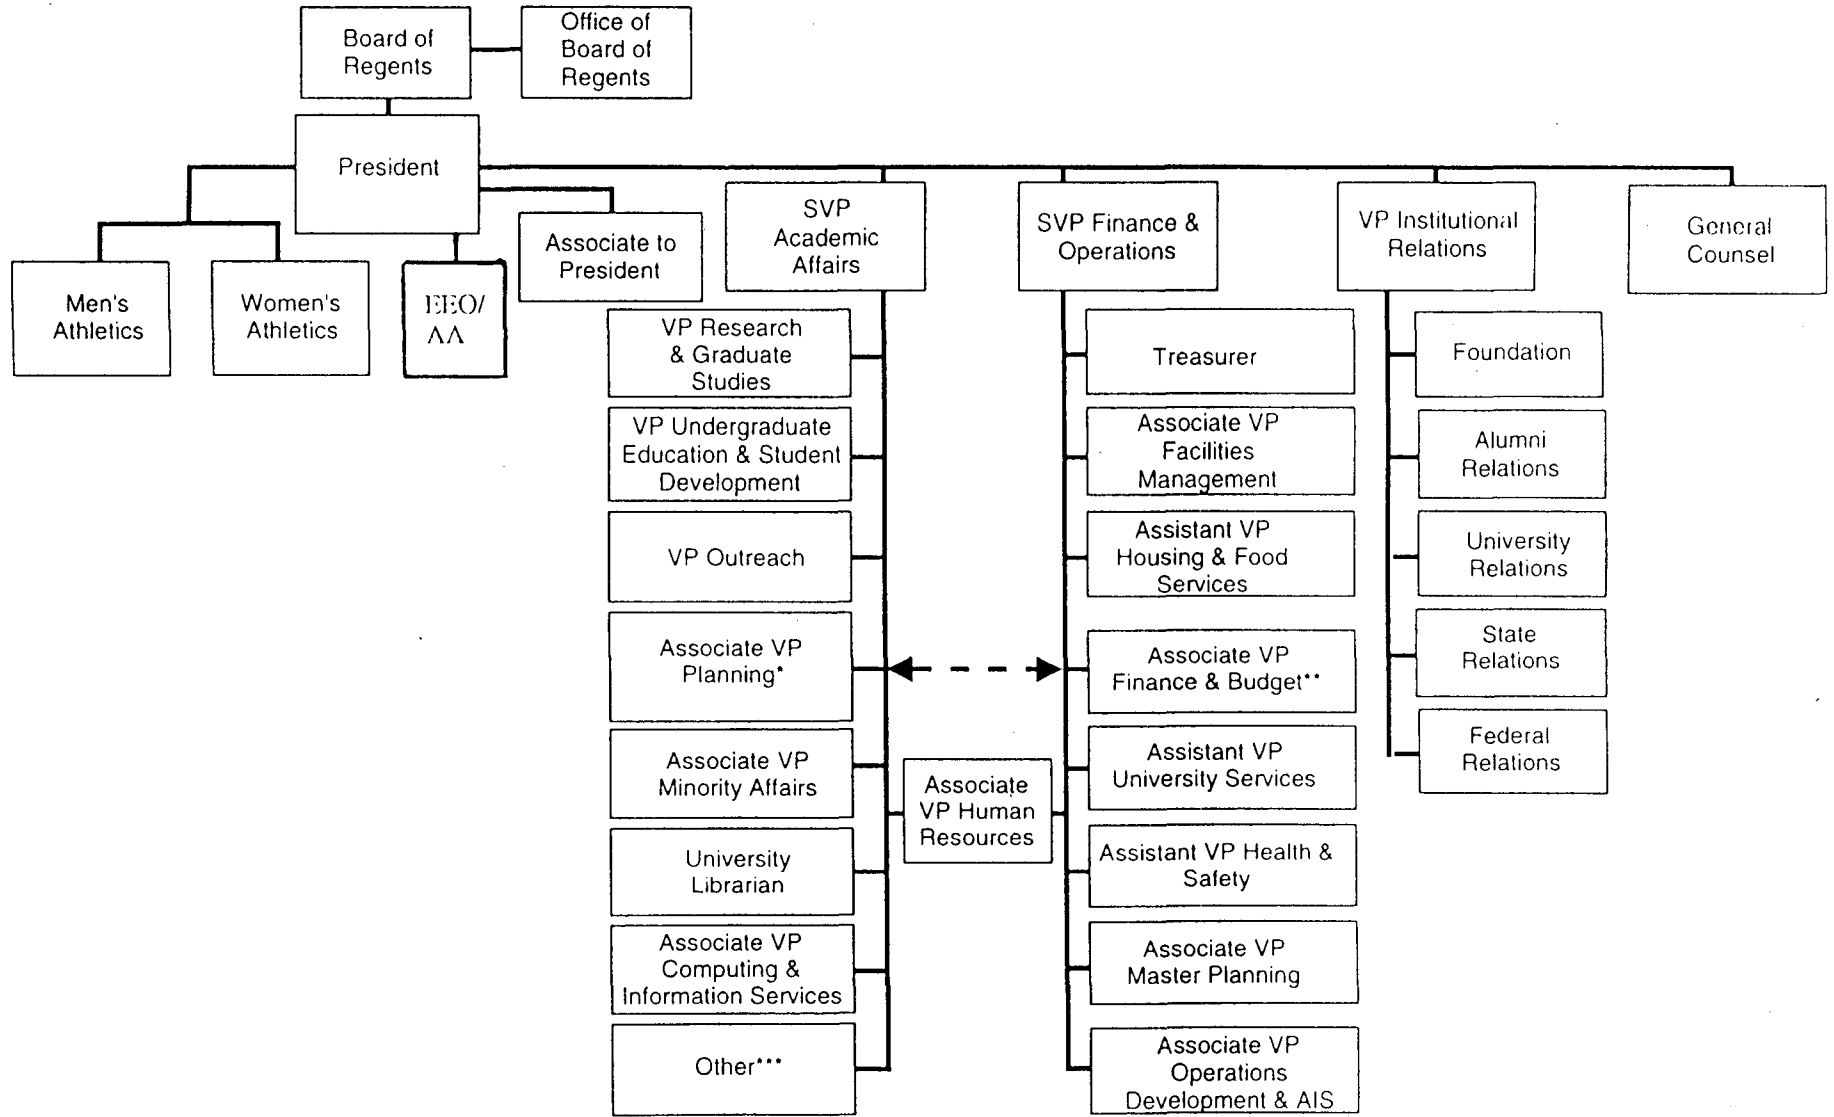 Board of
Regents
Office of
Board of
Regents
President
Men's
Athletics
Women's
Athletics
EEO/
AA
Associate to
President
SVP
Academic
Affairs
SVP Finance &
Operations
VP Institutional
Relations
General
Counsel
VP Research
& Graduate
Studies
VP Undergraduate
Education & Student
Development
VP Outreach
Associate VP
Planning*
Associate VP
Minority Affairs
University
Librarian
Associate VP
Computing &
Information Services
Other***
Associate
VP Human
Resources
Treasurer
Associate VP
Facilities
Management
Assistant VP
Housing & Food
Services
Associate VP
Finance & Budget**
Assistant VP
University Services
Assistant VP Health &
Safety
Associate VP
Master Planning
Associate VP
Operations
Development & AIS
Foundation
Alumni
Relations
University
Relations
State
Relations
Federal
Relations